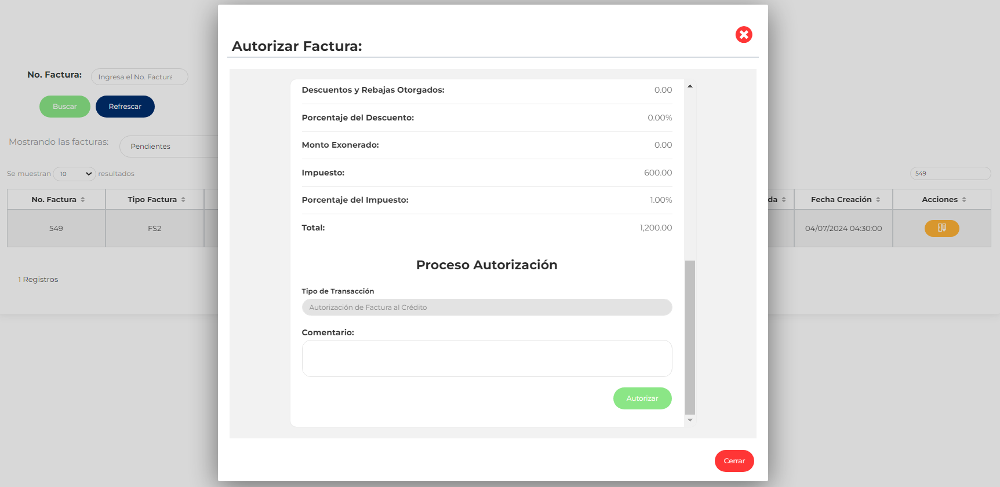 Autorizar Factura:
No. Factura: Ingresa el No. Factura
Buscar Refrescar
Mostrando las facturas: Pendientes
Se muestran 10 resultados
549
No. Factura Tipo Factura da Fecha Creación Acciones
549 FS2 04/07/2024 04:30:00
1 Registros
Descuentos y Rebajas Otorgados: 0.00
Porcentaje del Descuento: 0.00%
Monto Exonerado: 0.00
Impuesto: 600.00
Porcentaje del Impuesto: 1.00%
Total: 1,200.00
Proceso Autorización
Tipo de Transacción
Autorización de Factura al Crédito
Comentario:
Autorizar
Cerrar